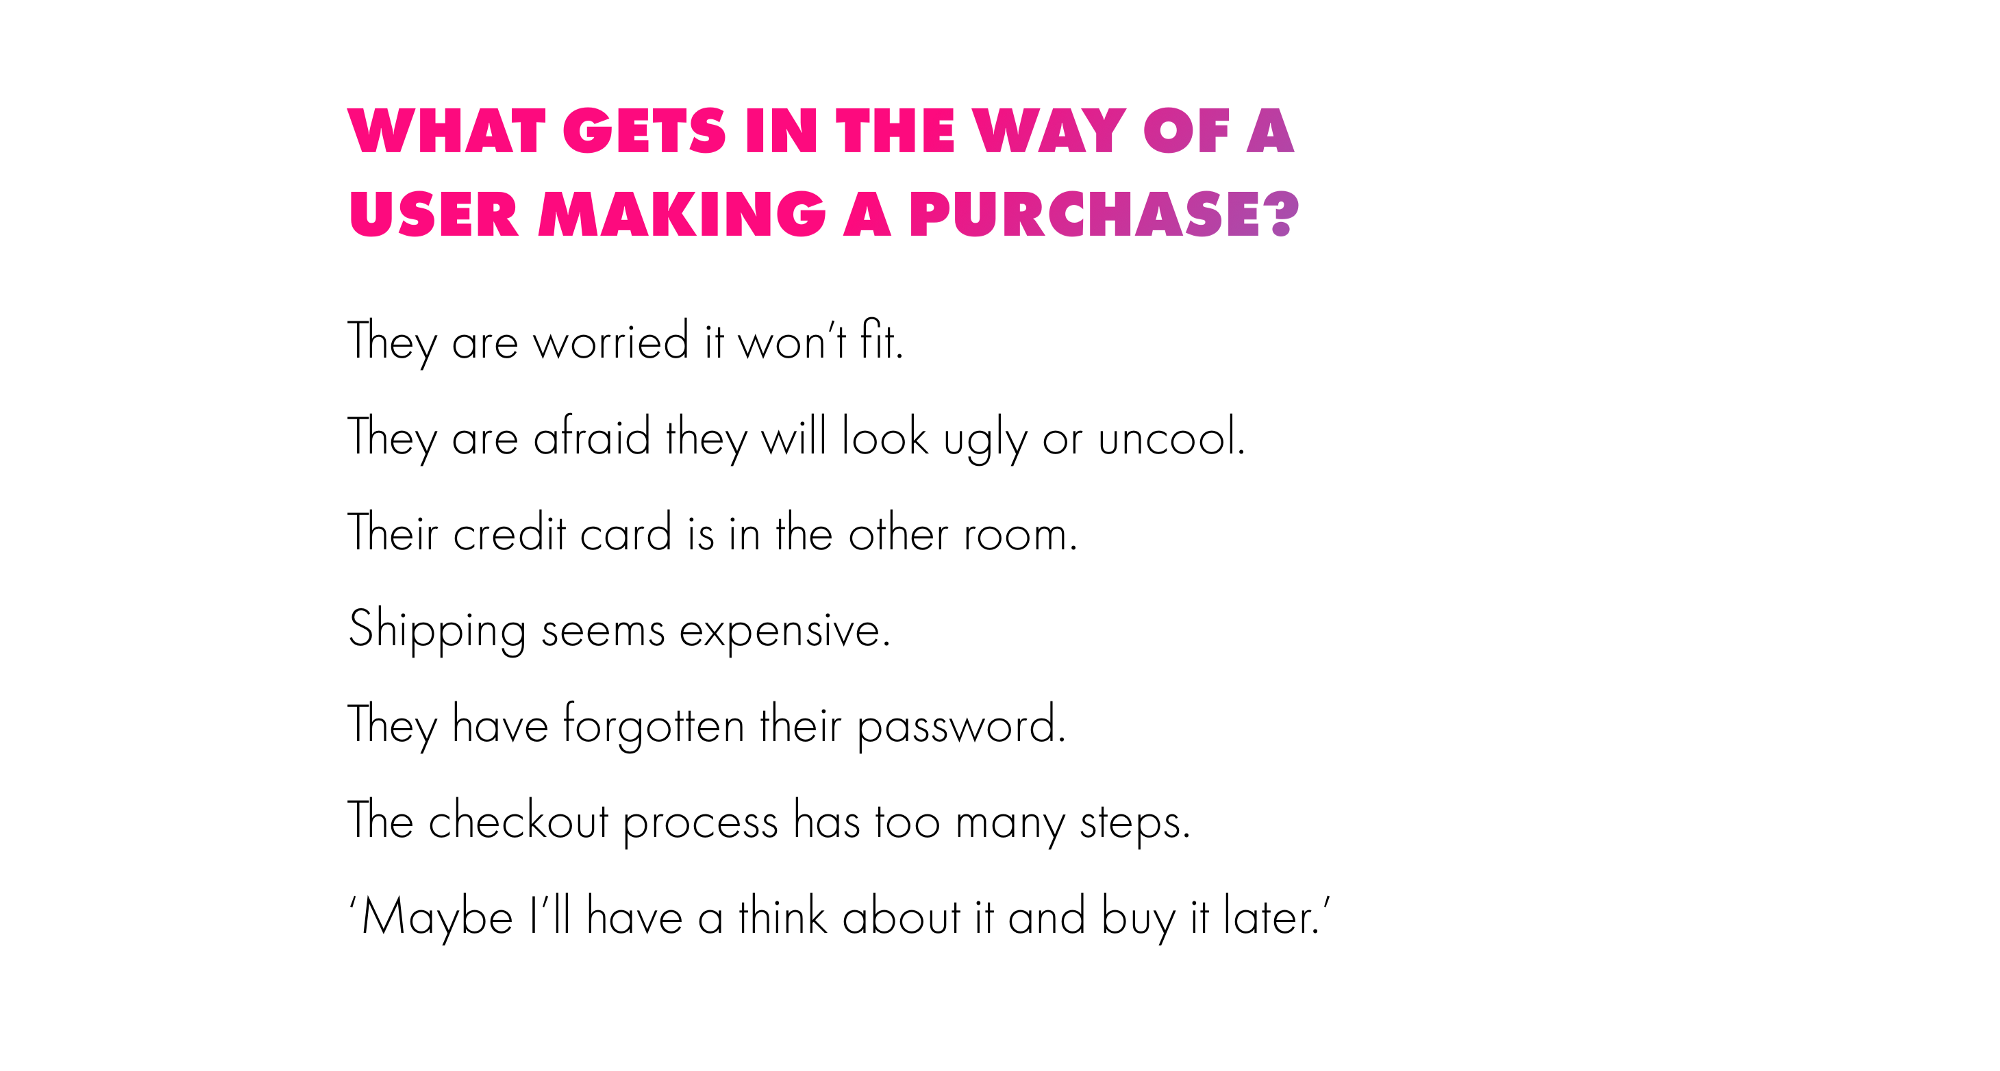 WHAT GETS IN THE WAY OF A
USER MAKING A PURCHASE?
They are worried it won’t fit.
They are afraid they will look ugly or uncool.
Their credit card is in the other room.
Shipping seems expensive.
They have forgotten their password.
The checkout process has too many steps.
‘Maybe I’ll have a think about it and buy it later.’